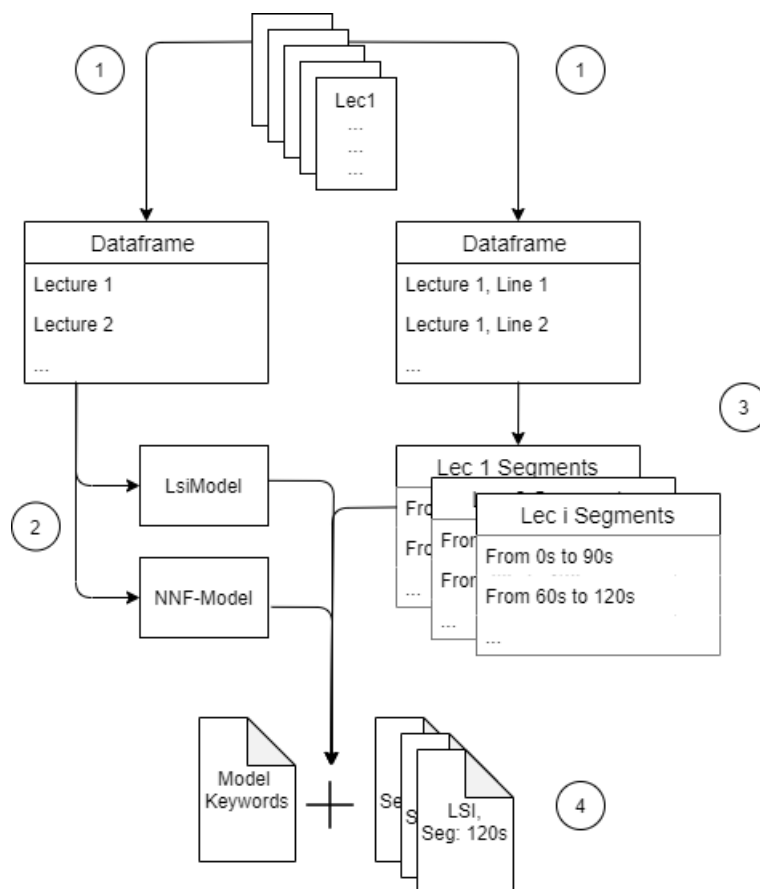 1
1
Lec1
...
...
...
Dataframe
Lecture 1
Lecture 2
...
Dataframe
Lecture 1, Line 1
Lecture 1, Line 2
...
3
2
LsiModel
NNF-Model
Lec 1 Segments
...
...
Lec i Segments
From 0s to 90s
From 60s to 120s
...
Model
Keywords
LSI,
Seg: 120s
4